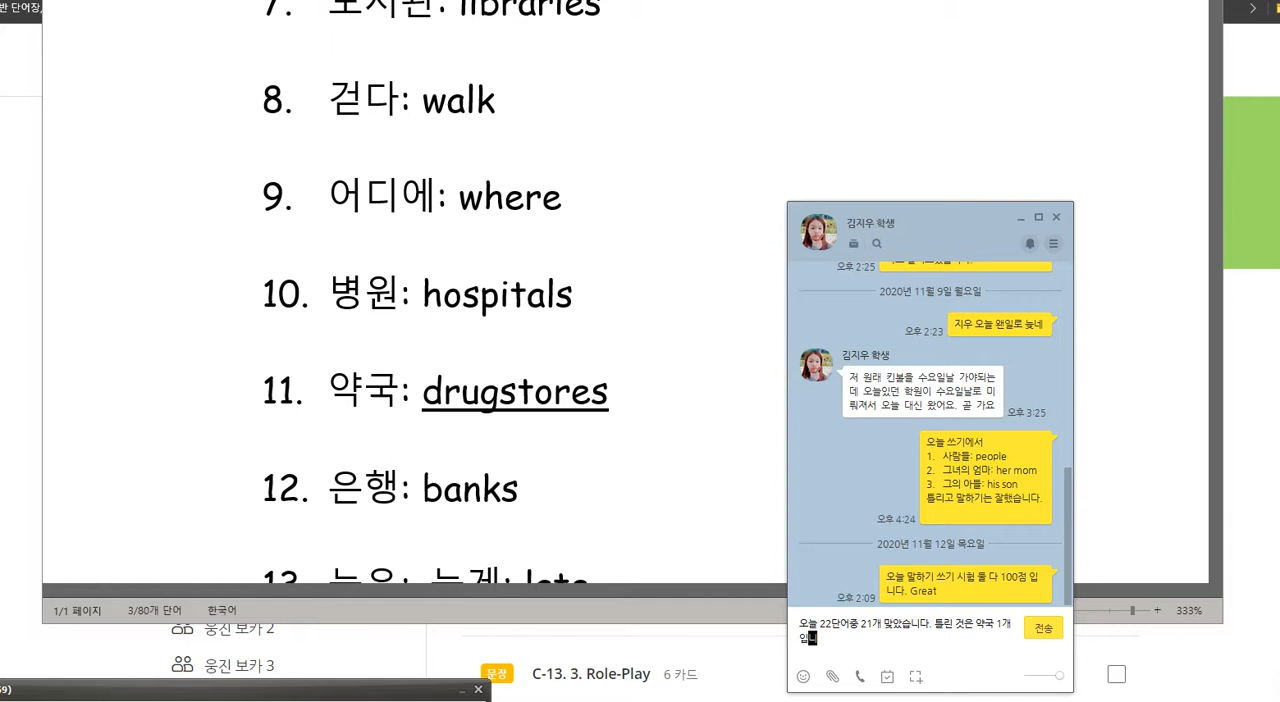 반 단어장,
7. 도서관: libraries
8. 걷다: walk
9. 어디에: where
10. 병원: hospitals
11. 약국: drugstores
12. 은행: banks
13. 늦은; 늦게: late
1/1 페이지 3/80개 단어 한국어
333%
웅진 보카 2
웅진 보카 3
문장 C-13. 3. Role-Play 6 카드
김지우 학생
오후 2:25
2020년 11월 9일 월요일
지우 오늘 왠일로 늦네
오후 2:23
김지우 학생
저 원래 킨볼을 수요일날 가야되는
데 오늘있던 학원이 수요일날로 미
뤄져서 오늘 대신 왔어요. 곧 가요
오후 3:25
오늘 쓰기에서
1. 사람들: people
2. 그녀의 엄마: her mom
3. 그의 아들: his son
틀리고 말하기는 잘했습니다.
오후 4:24
2020년 11월 12일 목요일
오늘 말하기 쓰기 시험 둘 다 100점 입
니다. Great
오후 2:09
오늘 22단어중 21개 맞았습니다. 틀린 것은 약국 1개
입니
전송